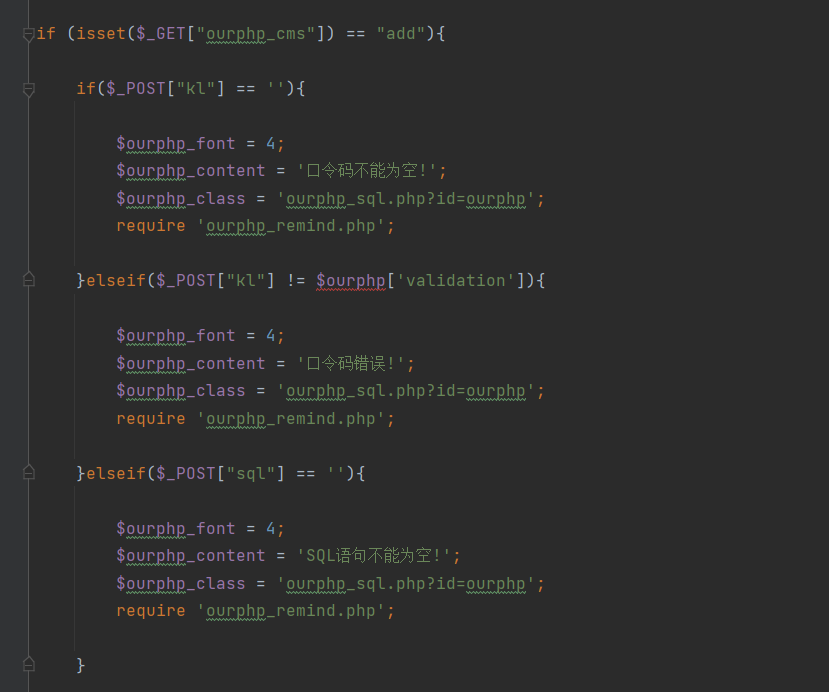 if (isset($_GET["ourphp_cms"]) == "add"){
if($_POST["kl"] == ''){
$ourphp_font = 4;
$ourphp_content = '口令码不能为空!';
$ourphp_class = 'ourphp_sql.php?id=ourphp';
require 'ourphp_remind.php';
}elseif($_POST["kl"] != $ourphp['validation']){
$ourphp_font = 4;
$ourphp_content = '口令码错误!';
$ourphp_class = 'ourphp_sql.php?id=ourphp';
require 'ourphp_remind.php';
}elseif($_POST["sql"] == ''){
$ourphp_font = 4;
$ourphp_content = 'SQL语句不能为空!';
$ourphp_class = 'ourphp_sql.php?id=ourphp';
require 'ourphp_remind.php';
}